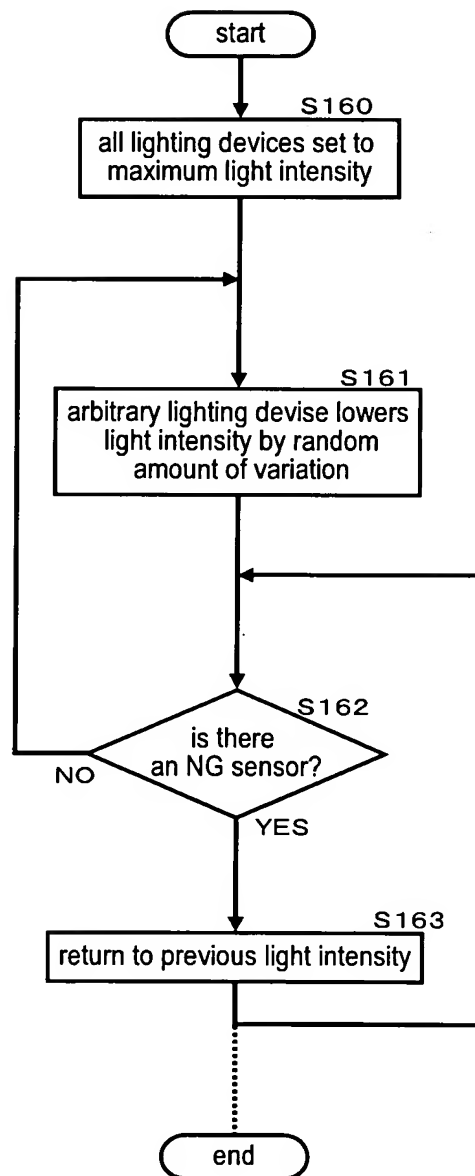 start
S160
all lighting devices set to
maximum light intensity
S161
arbitrary lighting devise lowers
light intensity by random
amount of variation
S162
is there
an NG sensor?
NO
YES
S163
return to previous light intensity
end